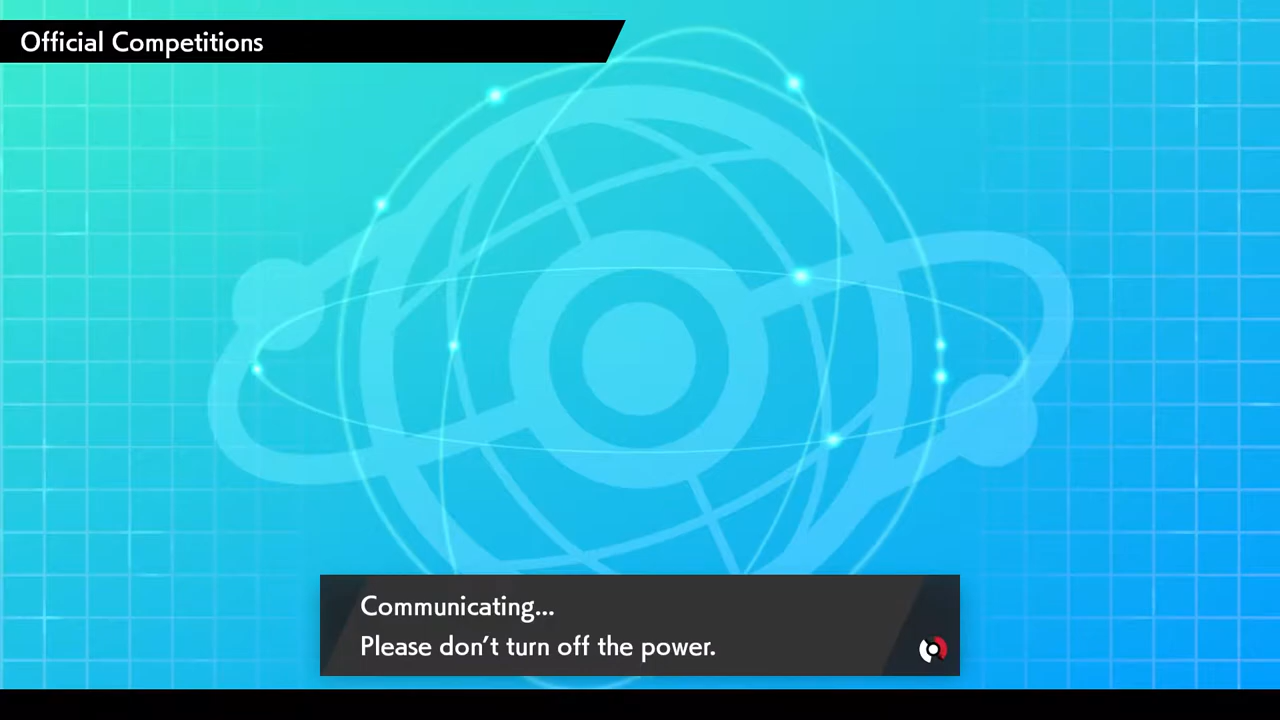 Official Competitions
Communicating...
Please don't turn off the power.